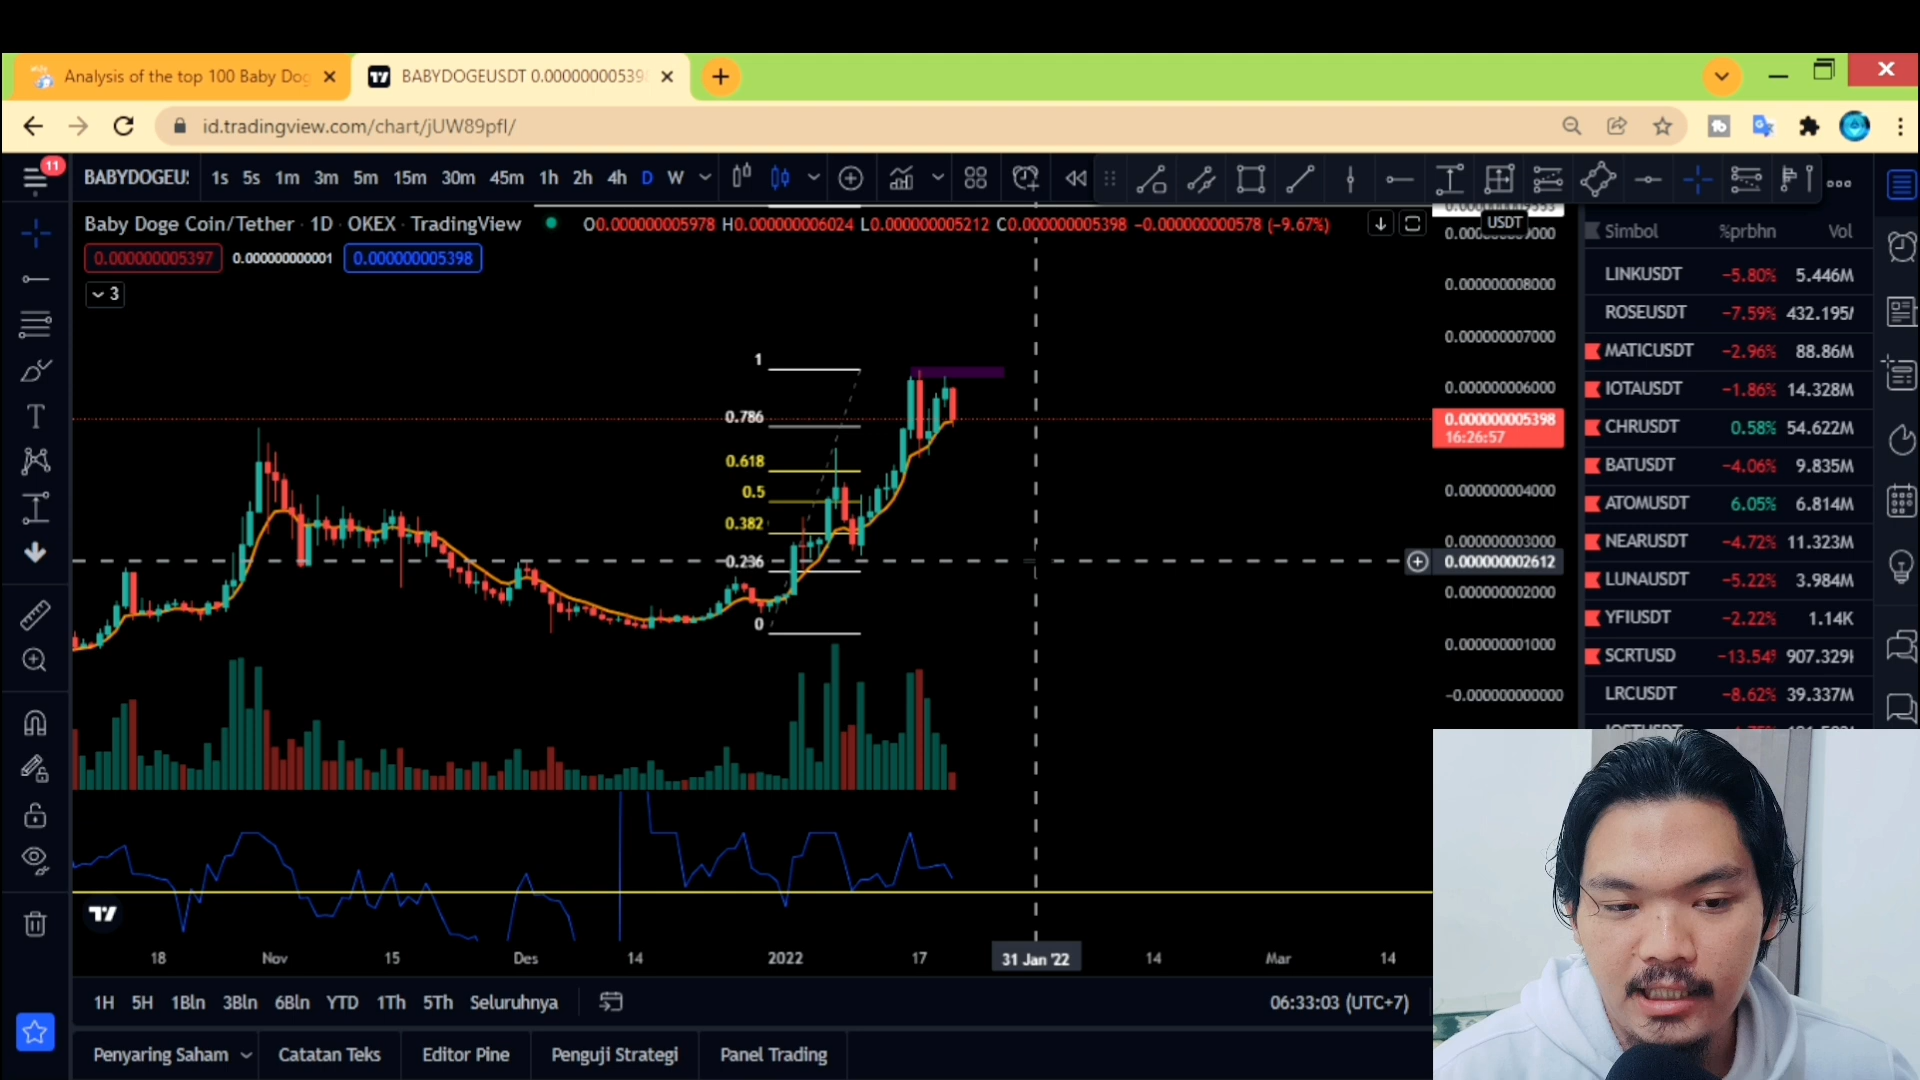 Analysis of the top 100 Baby Dog
BABYDOGEUSDT 0.000000005398
id.tradingview.com/chart/jUW89pfl/
11
BABYDOGEU
1s 5s 1m 3m 5m 15m 30m 45m 1h 2h 4h D W
Baby Doge Coin/Tether · 1D · OKEX · TradingView
O0.000000005978 H0.000000006024 L0.000000005212 C0.000000005398 −0.000000000578 (−9.67%)
0.000000005397 0.000000000001 0.000000005398
3
USDT
0.000000008000
0.000000007000
0.000000006000
0.000000005398
16:26:57
0.000000004000
0.000000003000
0.000000002612
0.000000002000
0.000000001000
−0.000000000000
1
0.786
0.618
0.5
0.382
0.236
0
Simbol %prbhn Vol
LINKUSDT −5.80% 5.446M
ROSEUSDT −7.59% 432.195
MATICUSDT −2.96% 88.86M
IOTAUSDT −1.86% 14.328M
CHRUSDT 0.58% 54.622M
BATUSDT −4.06% 9.835M
ATOMUSDT 6.05% 6.814M
NEARUSDT −4.72% 11.323M
LUNAUSDT −5.22% 3.984M
YFIUSDT −2.22% 1.14K
SCRTUSD −13.54 907.329
LRCUSDT −8.62% 39.337M
18 Nov 15 Des 14 2022 17 31 Jan '22 14 Mar 14
1H 5H 1Bln 3Bln 6Bln YTD 1Th 5Th Seluruhnya
06:33:03 (UTC+7)
Penyaring Saham Catatan Teks Editor Pine Penguji Strategi Panel Trading